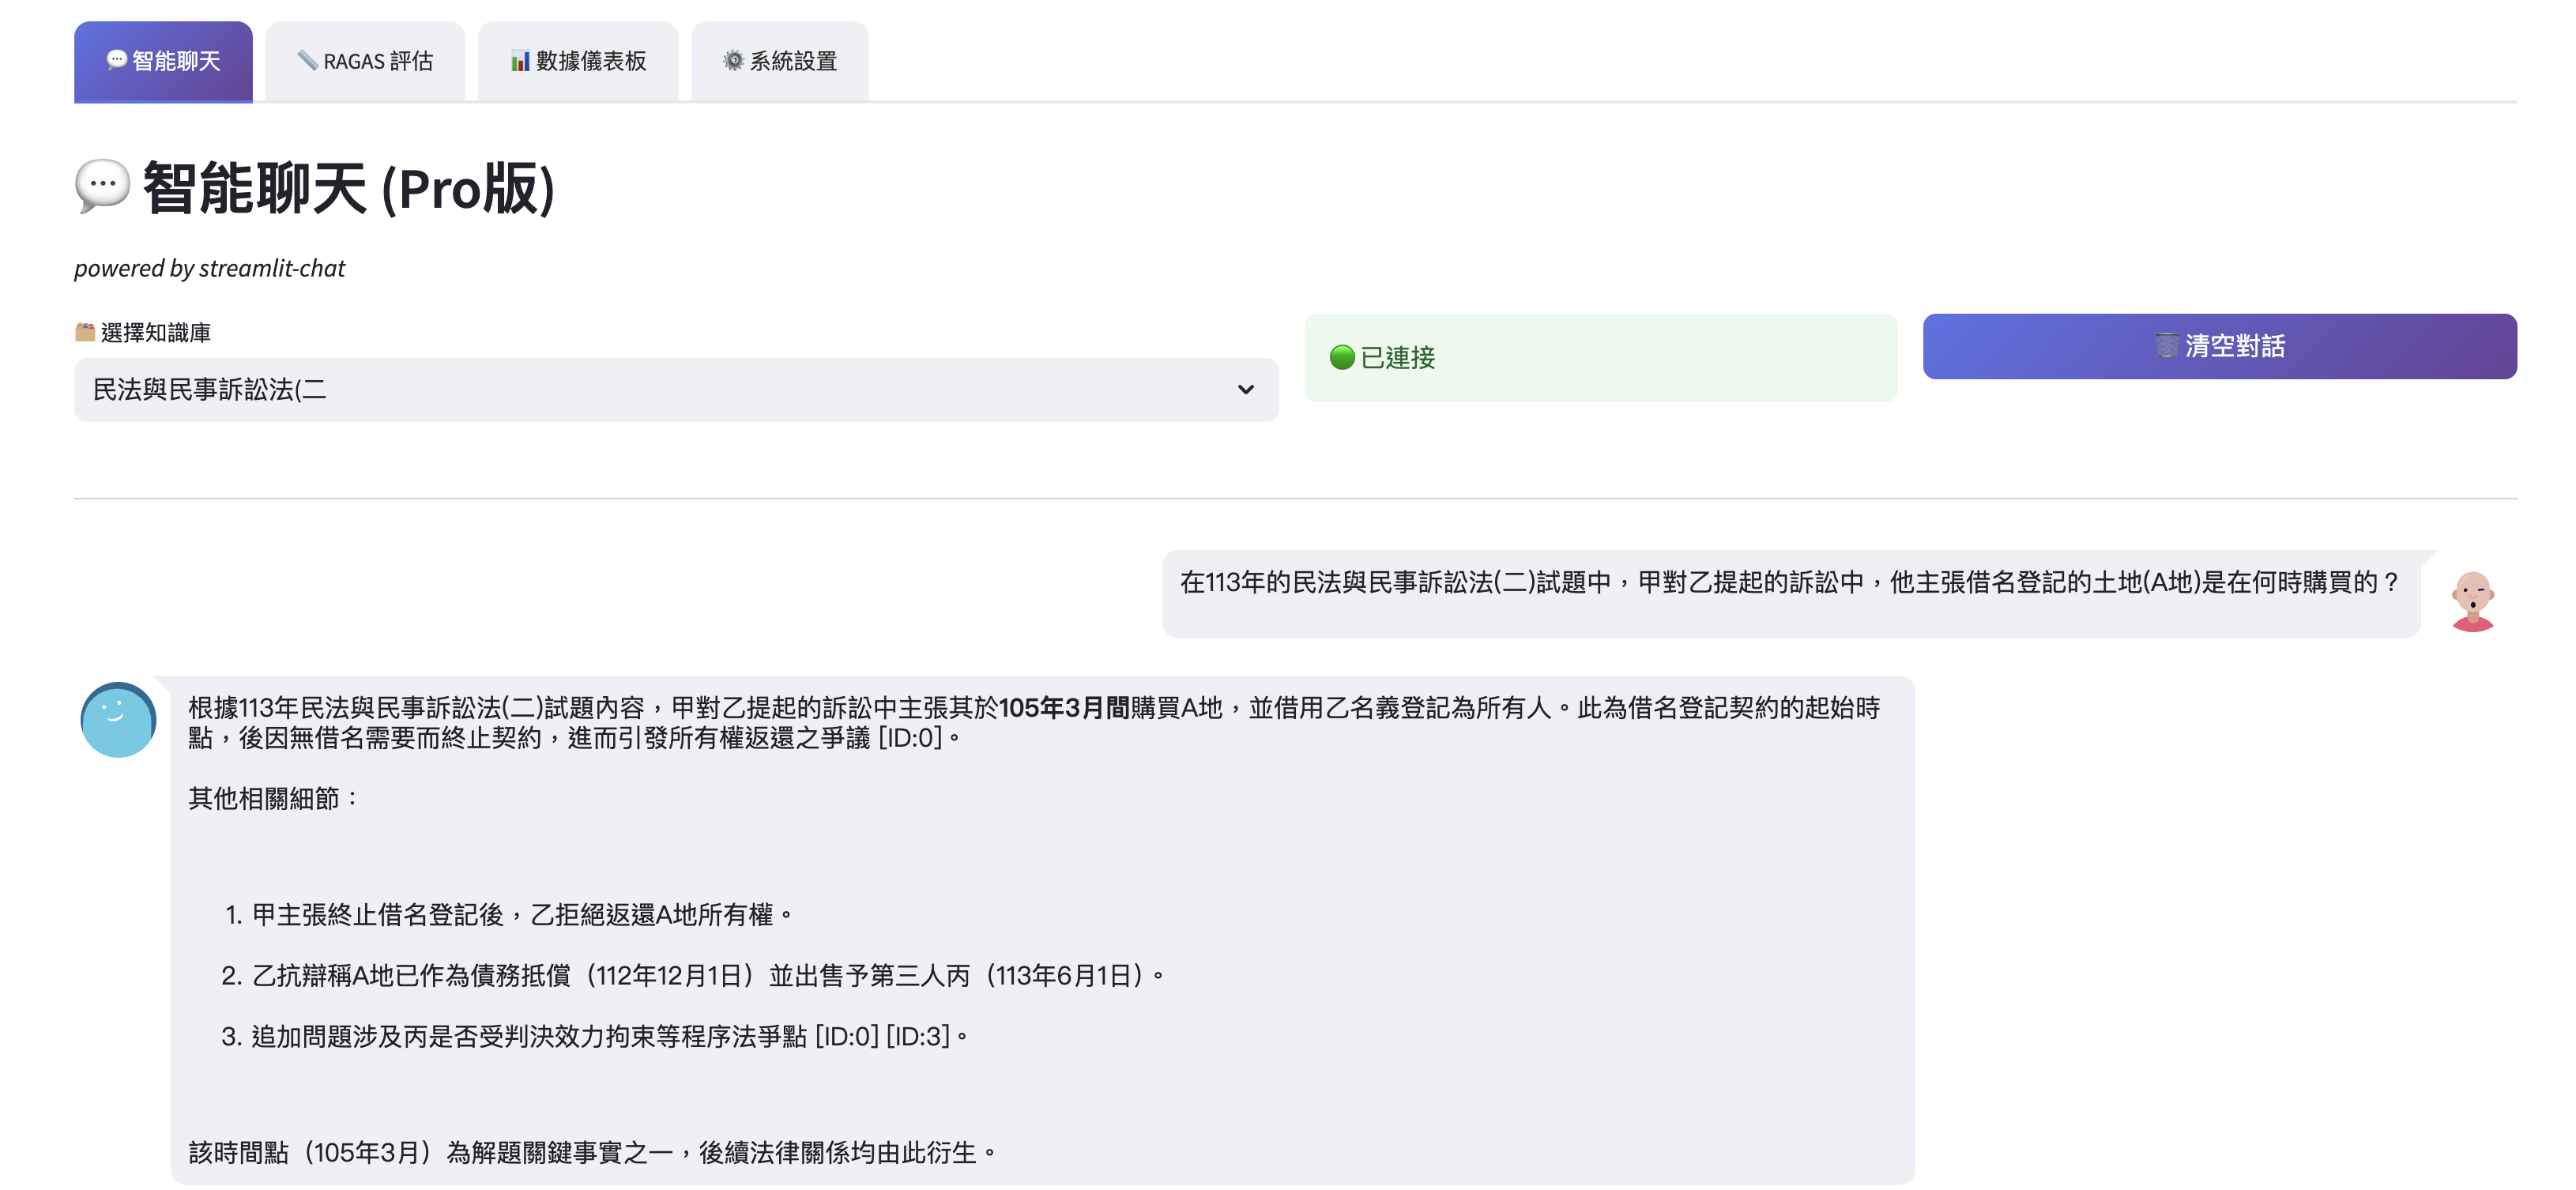 💬 智能聊天
📏 RAGAS 評估
📊 數據儀表板
⚙️ 系統設置
💬 智能聊天 (Pro版)
powered by streamlit-chat
🗂️ 選擇知識庫
民法與民事訴訟法(二
🟢 已連接
🗑️ 清空對話
在113年的民法與民事訴訟法(二)試題中，甲對乙提起的訴訟中，他主張借名登記的土地(A地)是在何時購買的？
根據113年民法與民事訴訟法(二)試題內容，甲對乙提起的訴訟中主張其於105年3月間購買A地，並借用乙名義登記為所有人。此為借名登記契約的起始時
點，後因無借名需要而終止契約，進而引發所有權返還之爭議 [ID:0]。
其他相關細節：
1. 甲主張終止借名登記後，乙拒絕返還A地所有權。
2. 乙抗辯稱A地已作為債務抵償（112年12月1日）並出售予第三人丙（113年6月1日）。
3. 追加問題涉及丙是否受判決效力拘束等程序法爭點 [ID:0] [ID:3]。
該時間點（105年3月）為解題關鍵事實之一，後續法律關係均由此衍生。